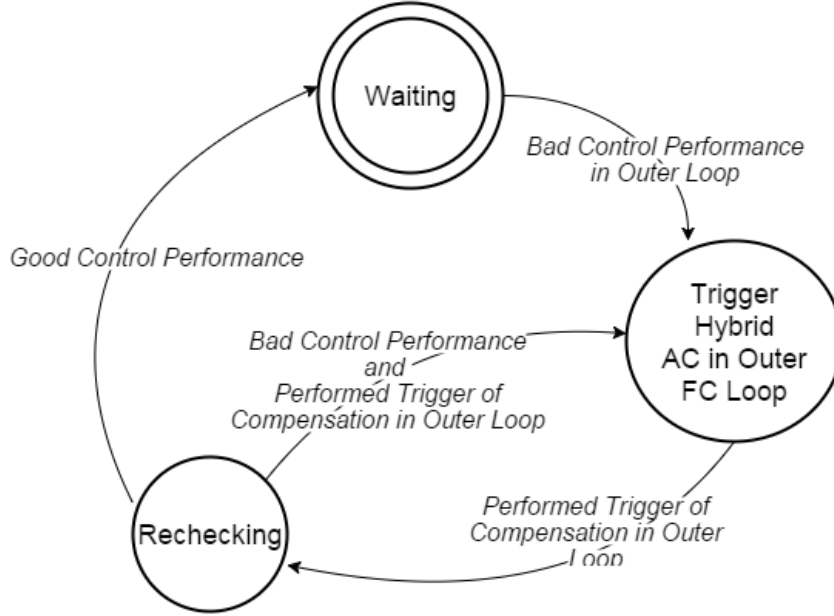 Waiting
Bad Control Performance
in Outer Loop
Good Control Performance
Trigger
Hybrid
AC in Outer
FC Loop
Bad Control Performance
and
Performed Trigger of
Compensation in Outer Loop
Rechecking
Performed Trigger of
Compensation in Outer
Loop